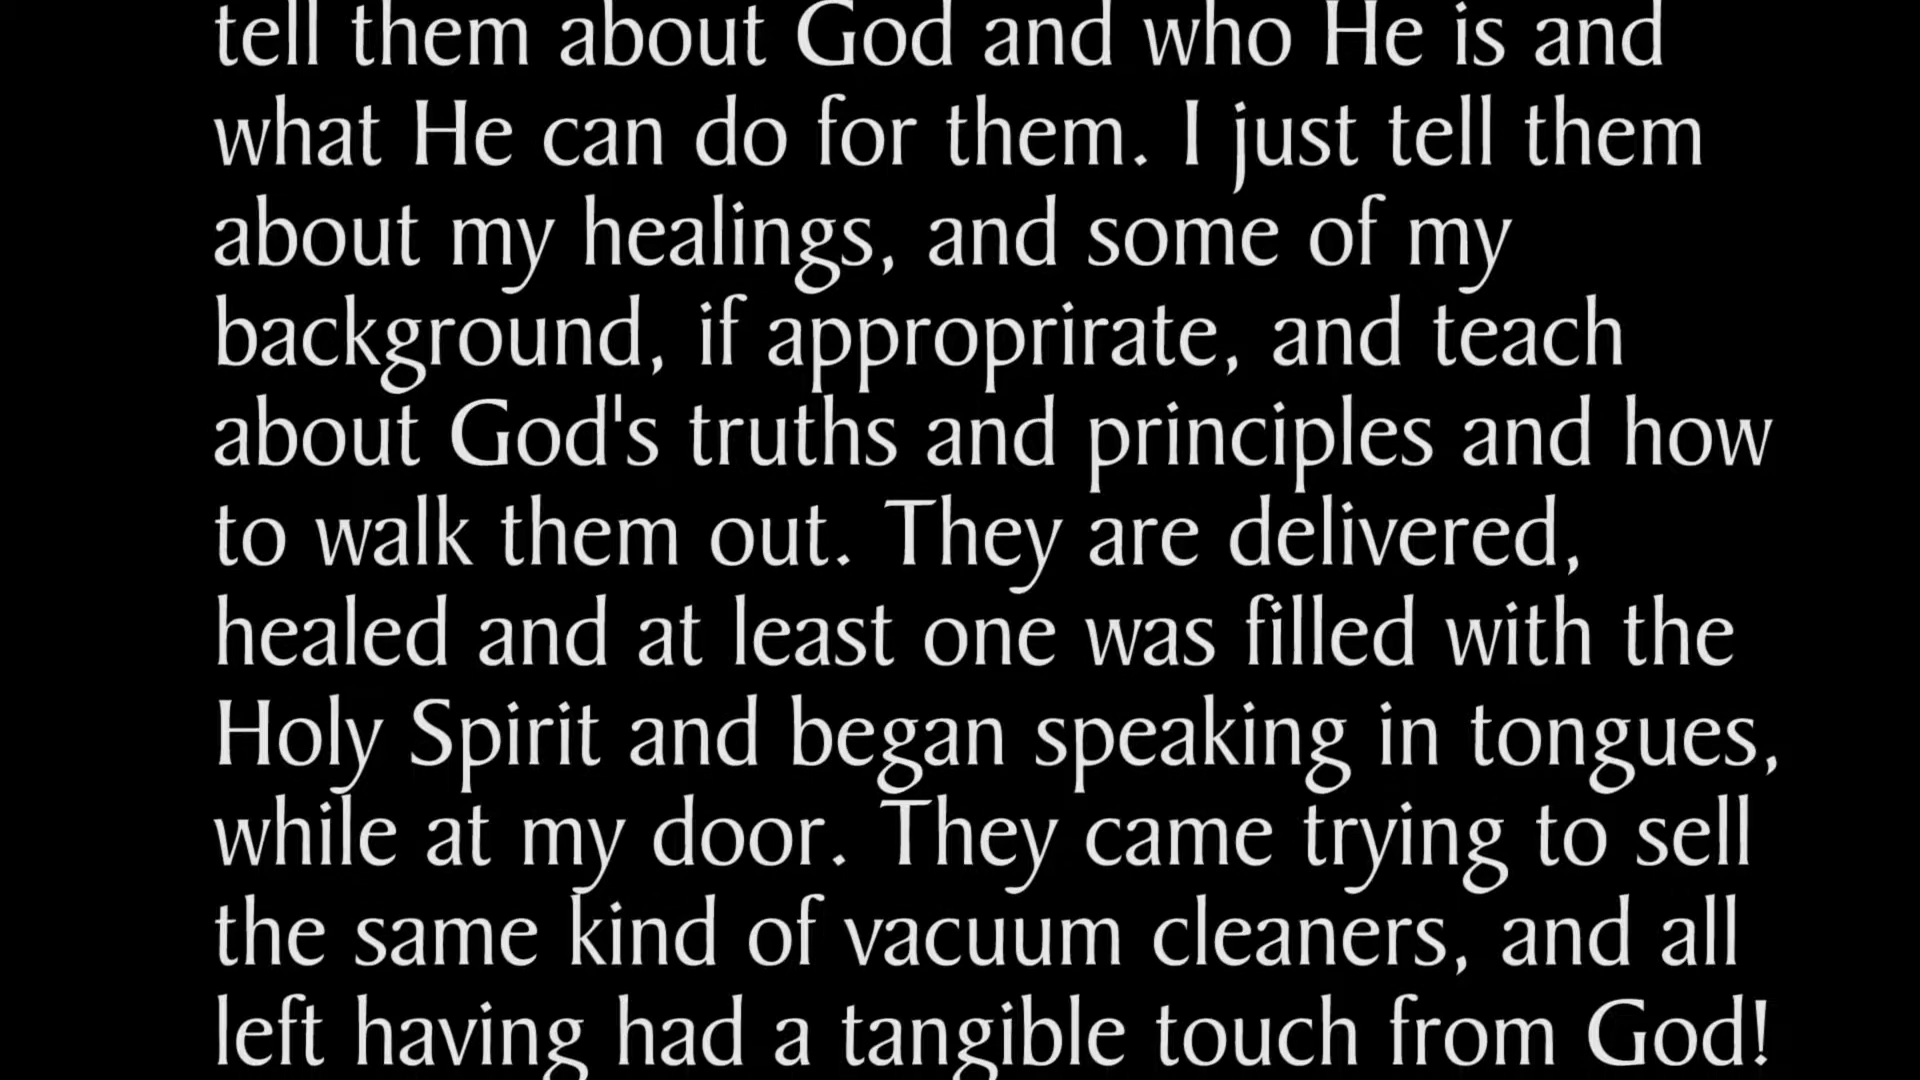 tell them about God and who He is and
what He can do for them. I just tell them
about my healings, and some of my
background, if approprirate, and teach
about God's truths and principles and how
to walk them out. They are delivered,
healed and at least one was filled with the
Holy Spirit and began speaking in tongues,
while at my door. They came trying to sell
the same kind of vacuum cleaners, and all
left having had a tangible touch from God!